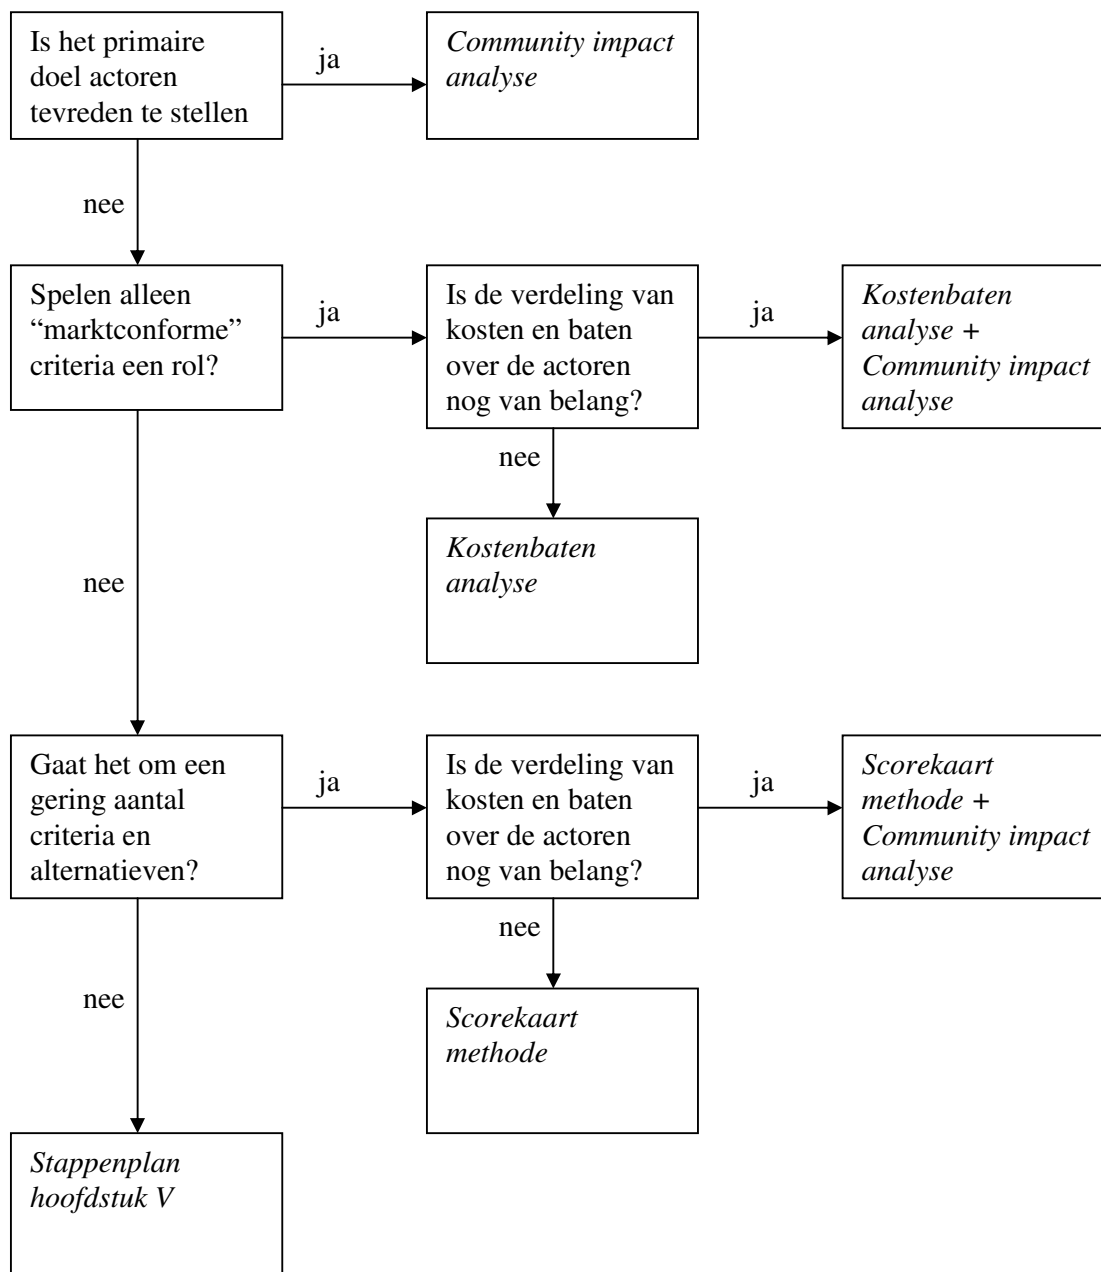 Is het primaire
doel actoren
tevreden te stellen
ja
Community impact
analyse
nee
Spelen alleen
“marktconforme”
criteria een rol?
ja
Is de verdeling van
kosten en baten
over de actoren
nog van belang?
ja
Kostenbaten
analyse +
Community impact
analyse
nee
Kostenbaten
analyse
nee
Gaat het om een
gering aantal
criteria en
alternatieven?
ja
Is de verdeling van
kosten en baten
over de actoren
nog van belang?
ja
Scorekaart
methode +
Community impact
analyse
nee
Scorekaart
methode
nee
Stappenplan
hoofdstuk V